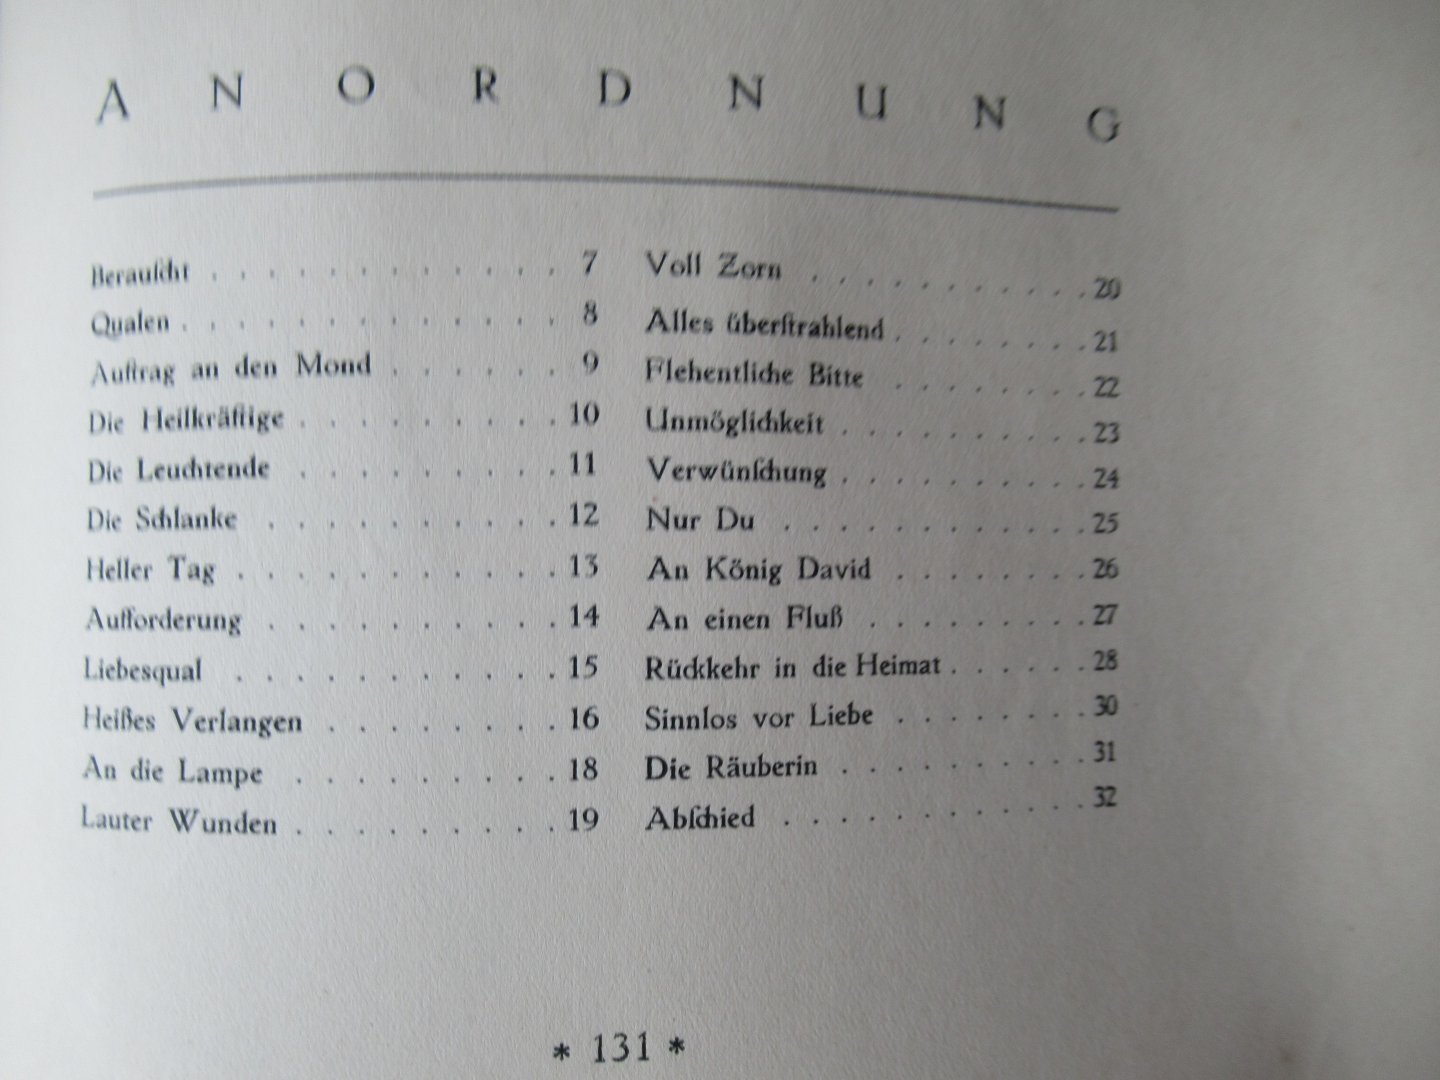 ANORDNUNG
Berauſcht . . . . . . . . . . . . 7
Qualen . . . . . . . . . . . . . 8
Auftrag an den Mond . . . . . . 9
Die Heilkräftige . . . . . . . . . 10
Die Leuchtende . . . . . . . . . 11
Die Schlanke . . . . . . . . . . 12
Heller Tag . . . . . . . . . . . 13
Aufforderung . . . . . . . . . . 14
Liebesqual . . . . . . . . . . . 15
Heißes Verlangen . . . . . . . . 16
An die Lampe . . . . . . . . . 18
Lauter Wunden . . . . . . . . . 19
Voll Zorn . . . . . . . . . . . 20
Alles überſtrahlend . . . . . . . . 21
Flehentliche Bitte . . . . . . . 22
Unmöglichkeit . . . . . . . . . 23
Verwünſchung . . . . . . . . . 24
Nur Du . . . . . . . . . . . 25
An König David . . . . . . . 26
An einen Fluß . . . . . . . . 27
Rückkehr in die Heimat . . . . . . 28
Sinnlos vor Liebe . . . . . . . 30
Die Räuberin . . . . . . . . . 31
Abſchied . . . . . . . . . . . 32
* 131 *